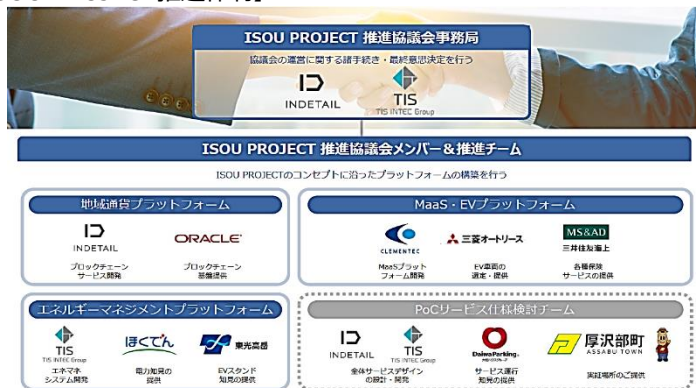 ISOU PROJECT 推進協議会事務局
協議会の運営に関する諸手続き・最終意思決定を行う
INDETAIL
TIS
TIS INTEC Group
ISOU PROJECT 推進協議会メンバー&推進チーム
ISOU PROJECTのコンセプトに沿ったプラットフォームの構築を行う
地域通貨プラットフォーム
INDETAIL
ORACLE
ブロックチェーン
サービス開発
ブロックチェーン
基盤提供
MaaS・EVプラットフォーム
CLEMENTEC
三菱オートリース
MS&AD
三井住友海上
MaaSプラット
フォーム開発
EV車両の
選定・提供
各種保険
サービスの提供
エネルギーマネジメントプラットフォーム
TIS
TIS INTEC Group
ほくでん
東光高岳
エネマネ
システム開発
電力知見の
提供
EVスタンド
知見の提供
PoCサービス仕様検討チーム
INDETAIL
TIS
TIS INTEC Group
DaiwaParking.
厚沢部町
ASSABU TOWN
全体サービスデザイン
の設計・開発
サービス運行
知見の提供
実証場所のご提供